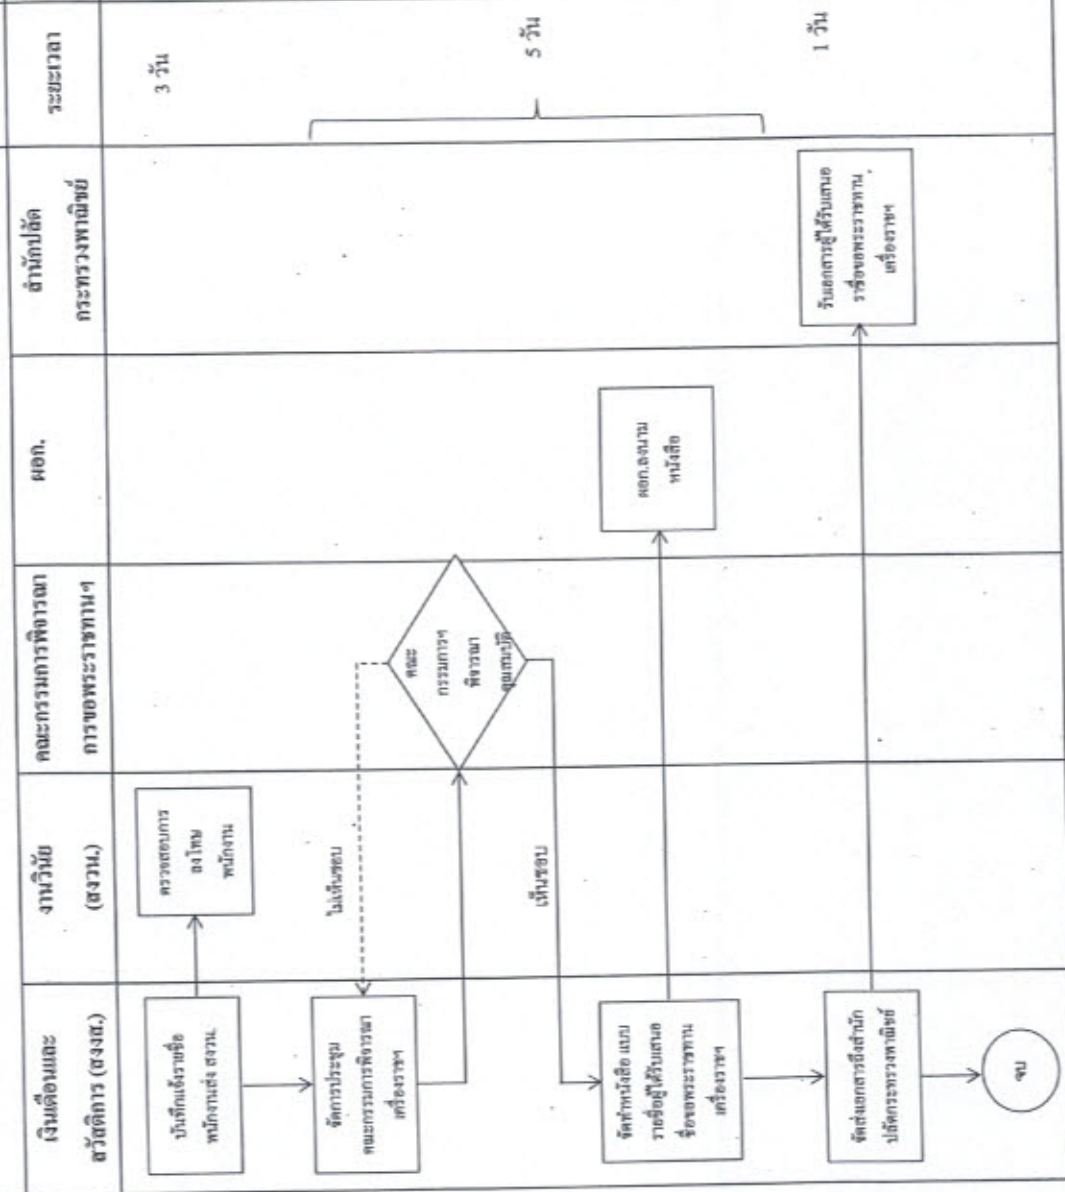 เงินเดือนและ
สวัสดิการ (สงส.)
งานวินัย
(สงวน.)
คณะกรรมการพิจารณา
การขอพระราชทานฯ
ผอก.
สำนักปลัด
กระทรวงพาณิชย์
ระยะเวลา
บันทึกแจ้งรายชื่อ
พนักงานส่ง สงวน.
ตรวจสอบการ
ลงโทษ
พนักงาน
3 วัน
จัดการประชุม
คณะกรรมการพิจารณา
เครื่องราชฯ
ไม่เห็นชอบ
คณะ
กรรมการฯ
พิจารณา
คุณสมบัติ
เห็นชอบ
5 วัน
จัดทำหนังสือ แบบ
รายชื่อผู้ได้รับเสนอ
ชื่อขอพระราชทาน
เครื่องราชฯ
ผอก.ลงนาม
หนังสือ
จัดส่งเอกสารถึงสำนัก
ปลัดกระทรวงพาณิชย์
รับเอกสารผู้ได้รับเสนอ
รายชื่อขอพระราชทาน
เครื่องราชฯ
1 วัน
จบ